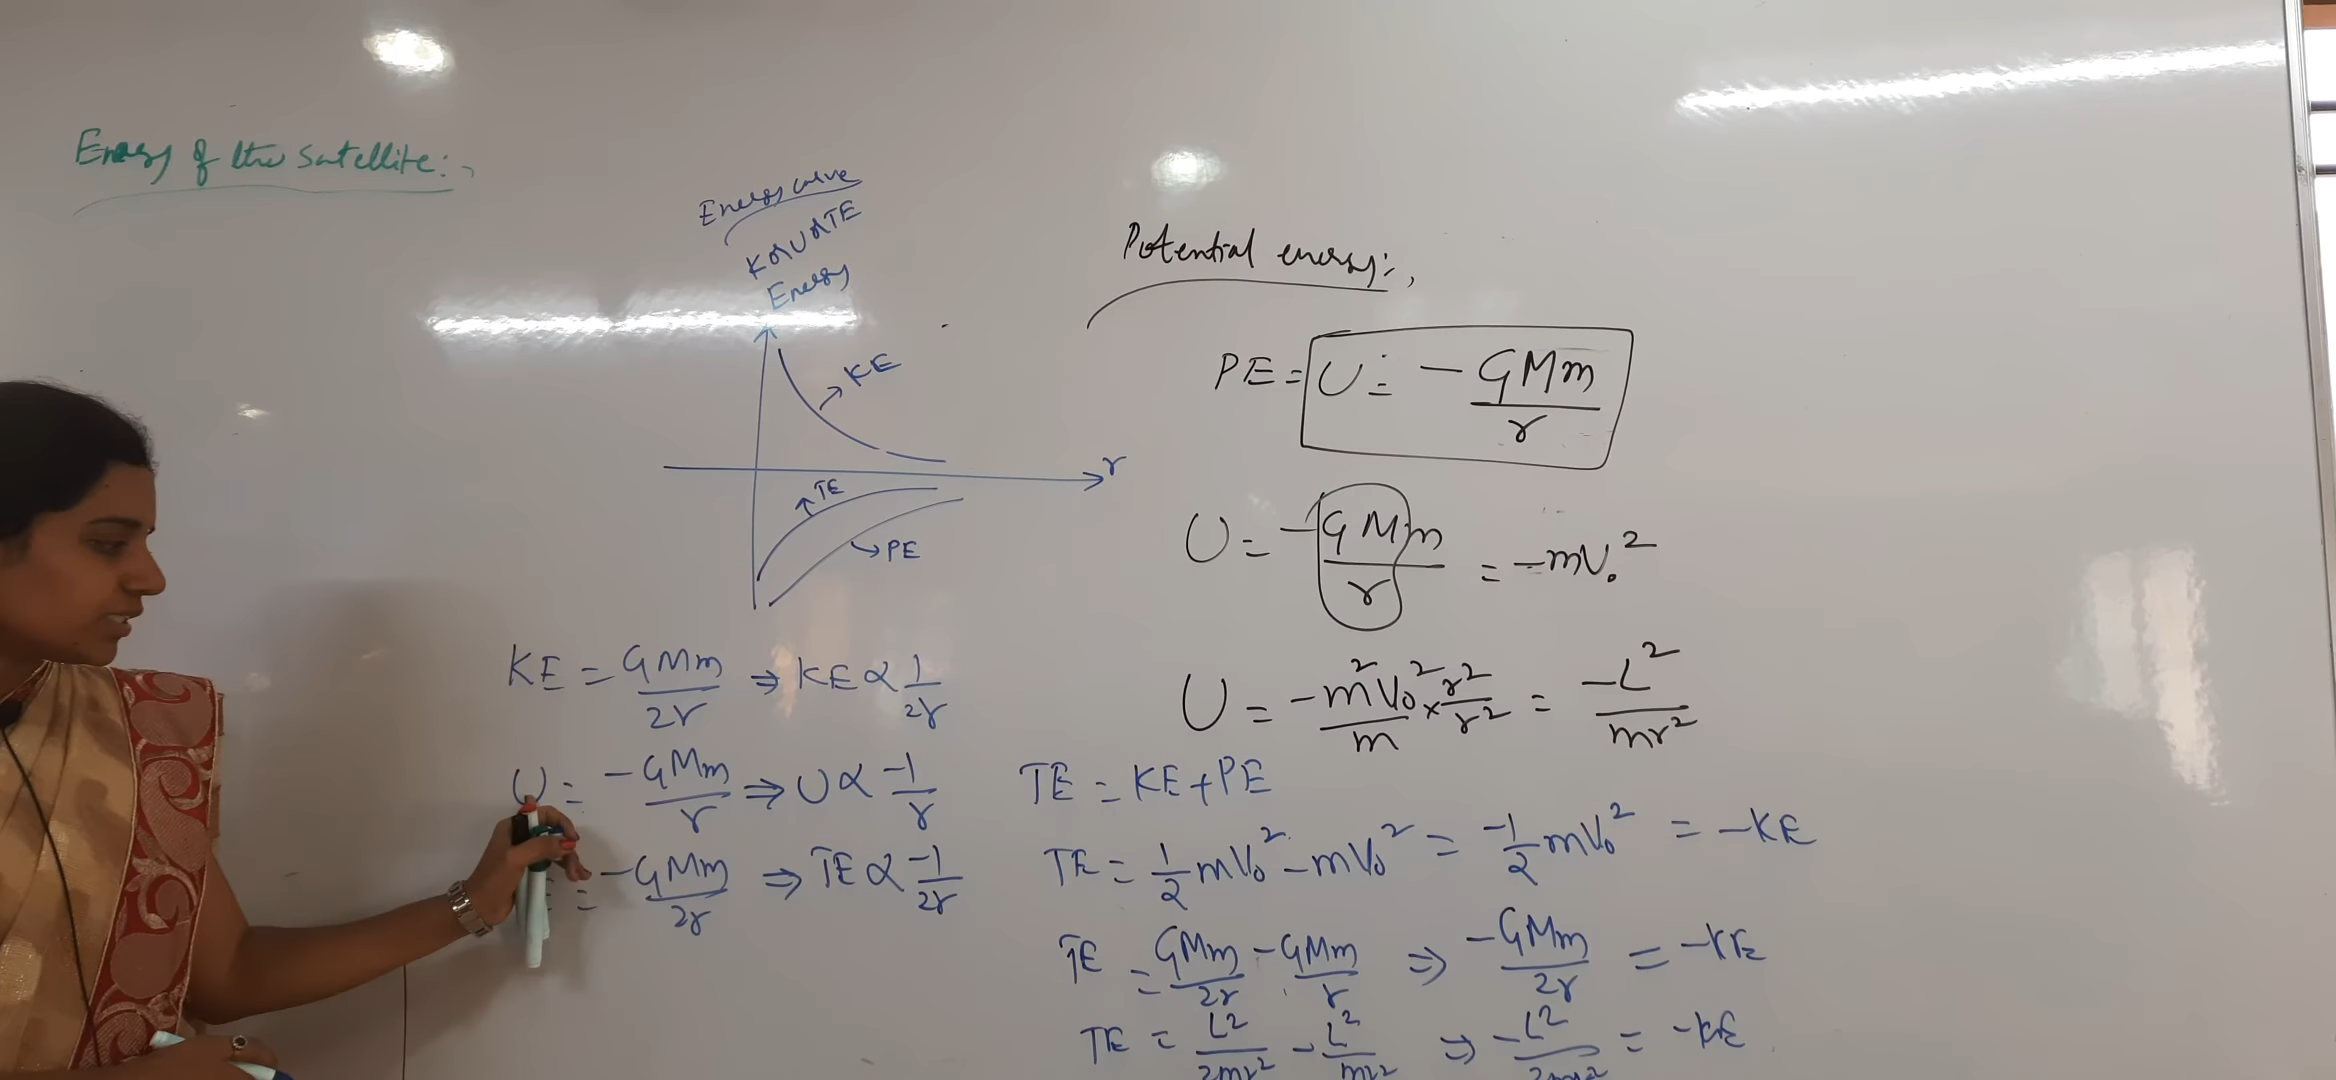 Energy of the satellite:-
Energy curve
K or U or TE
Energy
KE
r
TE
PE
KE = GMm/2r ⇒ KE ∝ 1/2r
U = -GMm/r ⇒ U ∝ -1/r
= -GMm/2r ⇒ TE ∝ -1/2r
Potential energy:-
PE = U = -GMm/r
U = -GMm/r = -mV₀²
U = -m²V₀²/m × r²/r² = -L²/mr²
TE = KE + PE
TE = 1/2 mV₀² - mV₀² = -1/2 mV₀² = -KE
TE = GMm/2r - GMm/r ⇒ -GMm/2r = -KE
TE = L²/2mr² - L²/mr² ⇒ -L²/2mr² = -KE